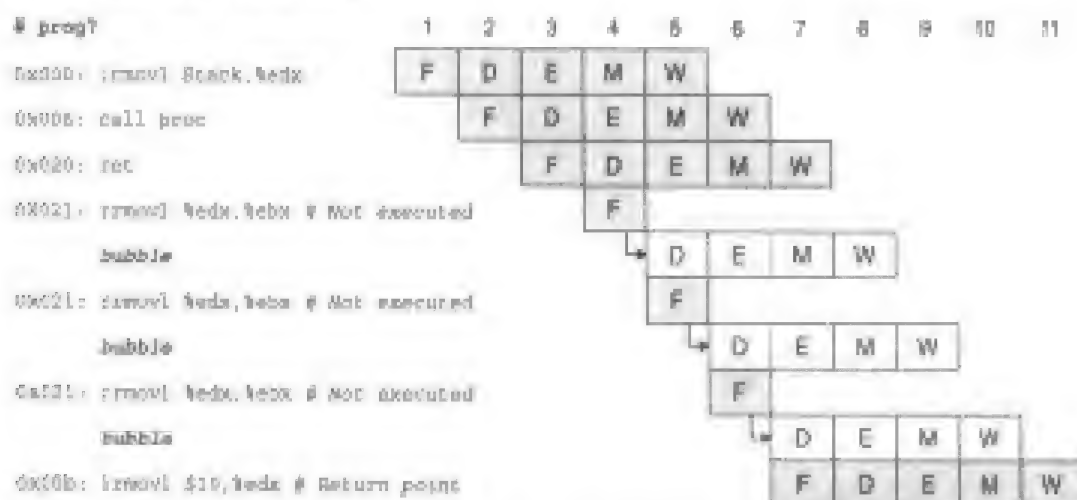 # prog7 1 2 3 4 5 6 7 8 9 10 11
0x000: irmovl Stack,%edx F D E M W
0x006: call proc F D E M W
0x020: ret F D E M W
0x021: rrmovl %edx,%ebx # Not executed F
bubble D E M W
0x021: rrmovl %edx,%ebx # Not executed F
bubble D E M W
0x021: rrmovl %edx,%ebx # Not executed F
bubble D E M W
0x00b: irmovl $10,%edx # Return point F D E M W